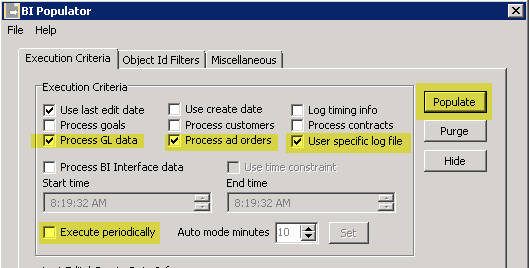 BI Populator
File Help
Execution Criteria Object Id Filters Miscellaneous
Execution Criteria
Use last edit date Use create date Log timing info
Populate
Process goals Process customers Process contracts
Purge
Process GL data Process ad orders User specific log file
Hide
Process BI Interface data Use time constraint
Start time End time
8:19:32 AM 8:19:32 AM
Execute periodically Auto mode minutes 10 Set